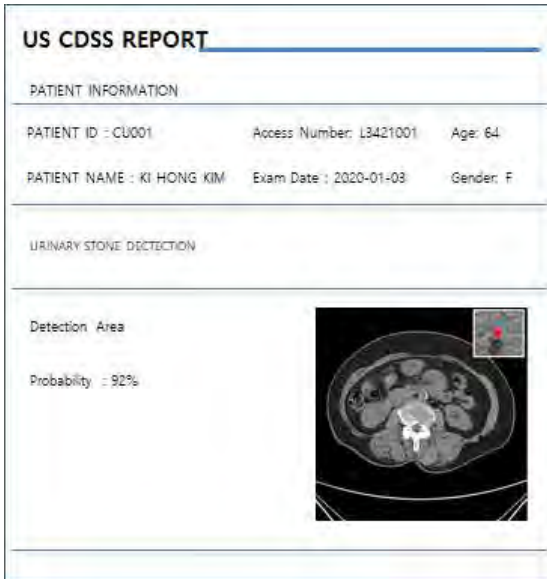 US CDSS REPORT
PATIENT INFORMATION
PATIENT ID : CU001 Access Number: L3421001 Age: 64
PATIENT NAME : KI HONG KIM Exam Date : 2020-01-03 Gender: F
URINARY STONE DECTECTION
Detection Area
Probability : 92%